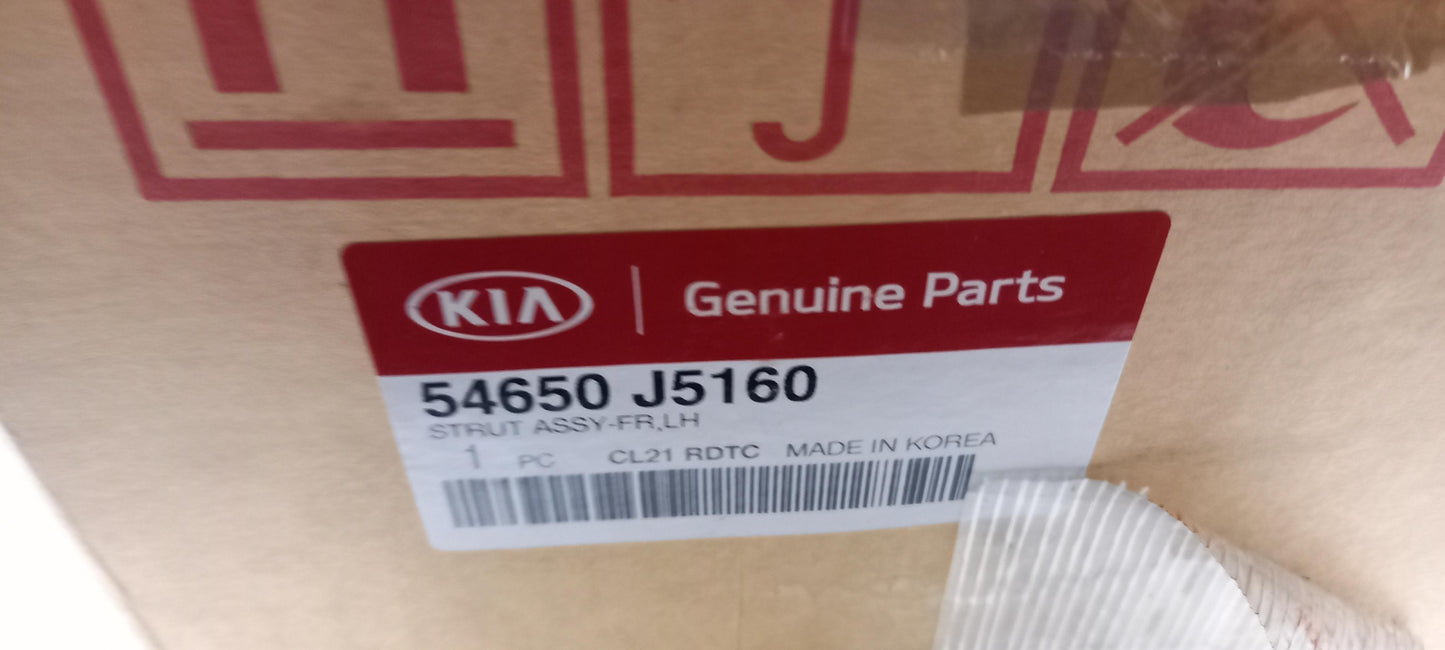 KIA Genuine Parts
54650 J5160
STRUT ASSY-FR,LH
1 PC CL21 RDTC MADE IN KOREA